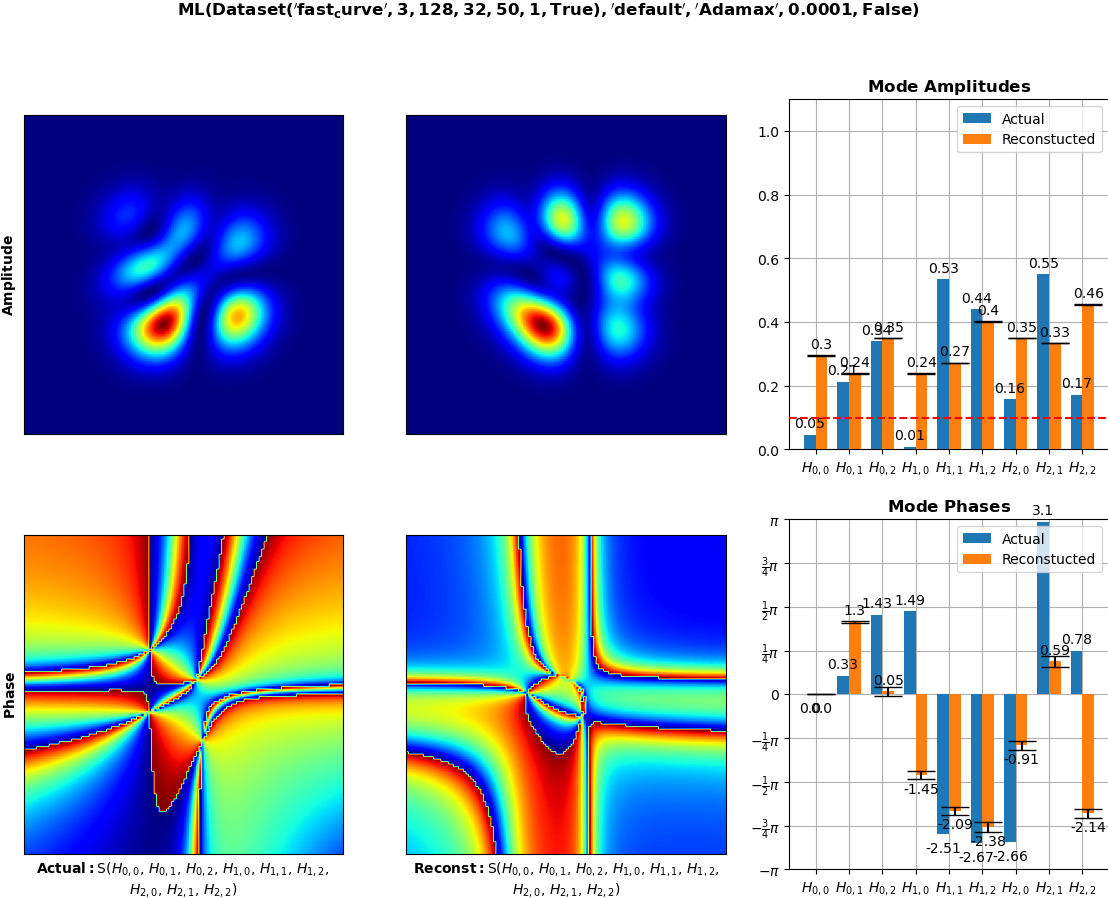 ML(Dataset('fast_curve', 3, 128, 32, 50, 1, True), 'default', 'Adamax', 0.0001, False)
Amplitude
Mode Amplitudes
Actual
Reconstucted
1.0
0.8
0.6
0.4
0.2
0.0
0.05
0.3
0.21
0.24
0.34
0.35
0.01
0.24
0.53
0.27
0.44
0.4
0.16
0.35
0.55
0.33
0.17
0.46
H0,0 H0,1 H0,2 H1,0 H1,1 H1,2 H2,0 H2,1 H2,2
Phase
Mode Phases
Actual
Reconstucted
π
3/4π
1/2π
1/4π
0
−1/4π
−1/2π
−3/4π
−π
0.0
0.33
1.3
1.43
0.05
1.49
-1.45
-2.51
-2.09
-2.67
-2.38
-2.66
-0.91
3.1
0.59
0.78
-2.14
H0,0 H0,1 H0,2 H1,0 H1,1 H1,2 H2,0 H2,1 H2,2
Actual: S(H0,0, H0,1, H0,2, H1,0, H1,1, H1,2,
H2,0, H2,1, H2,2)
Reconst: S(H0,0, H0,1, H0,2, H1,0, H1,1, H1,2,
H2,0, H2,1, H2,2)